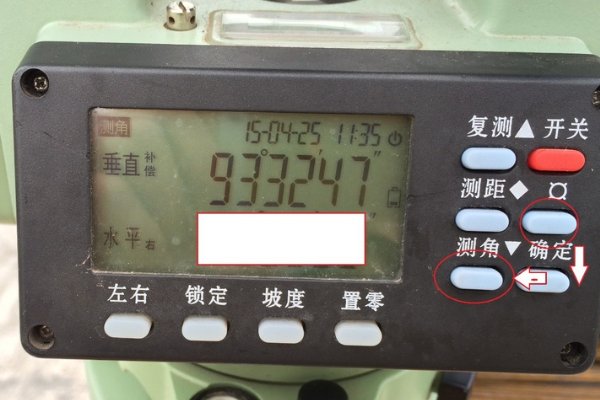 复测▲ 开关
测角 15-04-25 11:35
垂直 补偿 93°32'47"
测距◆ ¤
水平右 "
测角▼ 确定
左右 锁定 坡度 置零